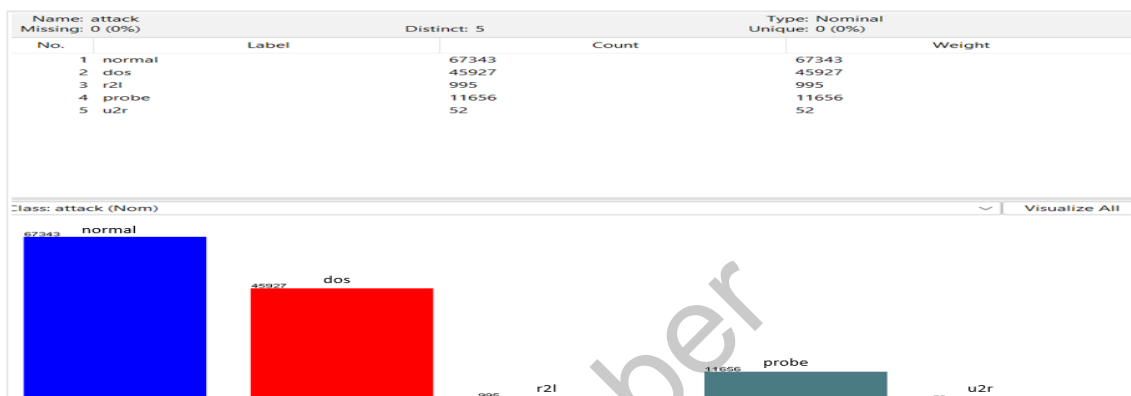 Name: attack Type: Nominal
Missing: 0 (0%) Distinct: 5 Unique: 0 (0%)
No. Label Count Weight
1 normal 67343 67343
2 dos 45927 45927
3 r2l 995 995
4 probe 11656 11656
5 u2r 52 52
Class: attack (Nom) Visualize All
67343 normal
45927 dos
995 r2l
11656 probe
u2r
ber